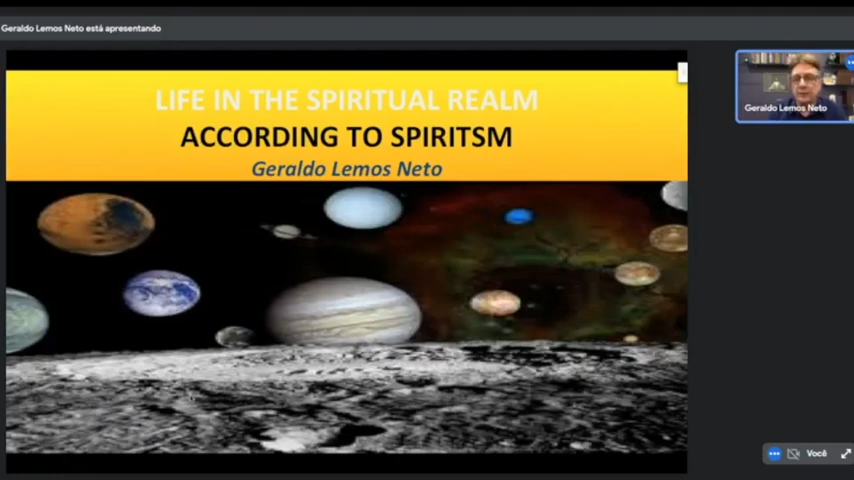 Geraldo Lemos Neto está apresentando
LIFE IN THE SPIRITUAL REALM
ACCORDING TO SPIRITSM
Geraldo Lemos Neto
Geraldo Lemos Neto
Você